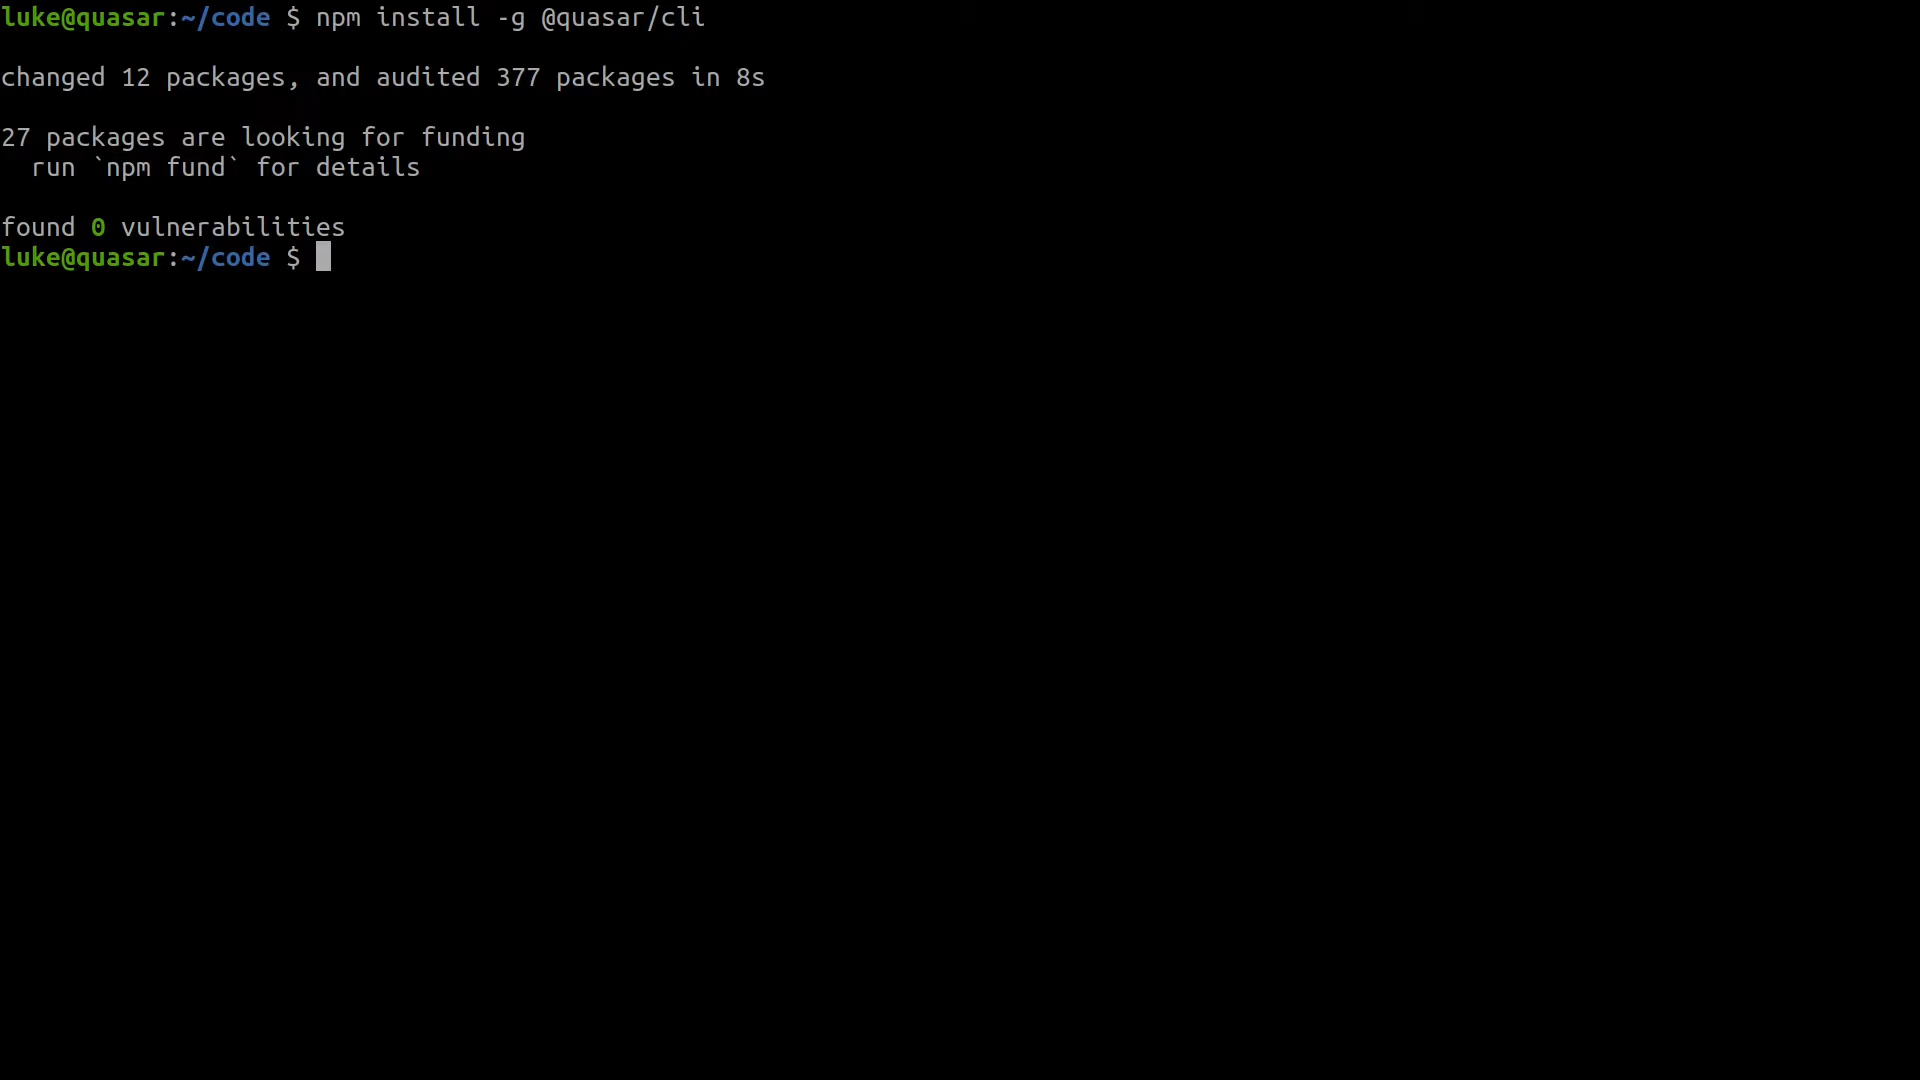 luke@quasar:~/code $ npm install -g @quasar/cli
changed 12 packages, and audited 377 packages in 8s
27 packages are looking for funding
  run `npm fund` for details
found 0 vulnerabilities
luke@quasar:~/code $